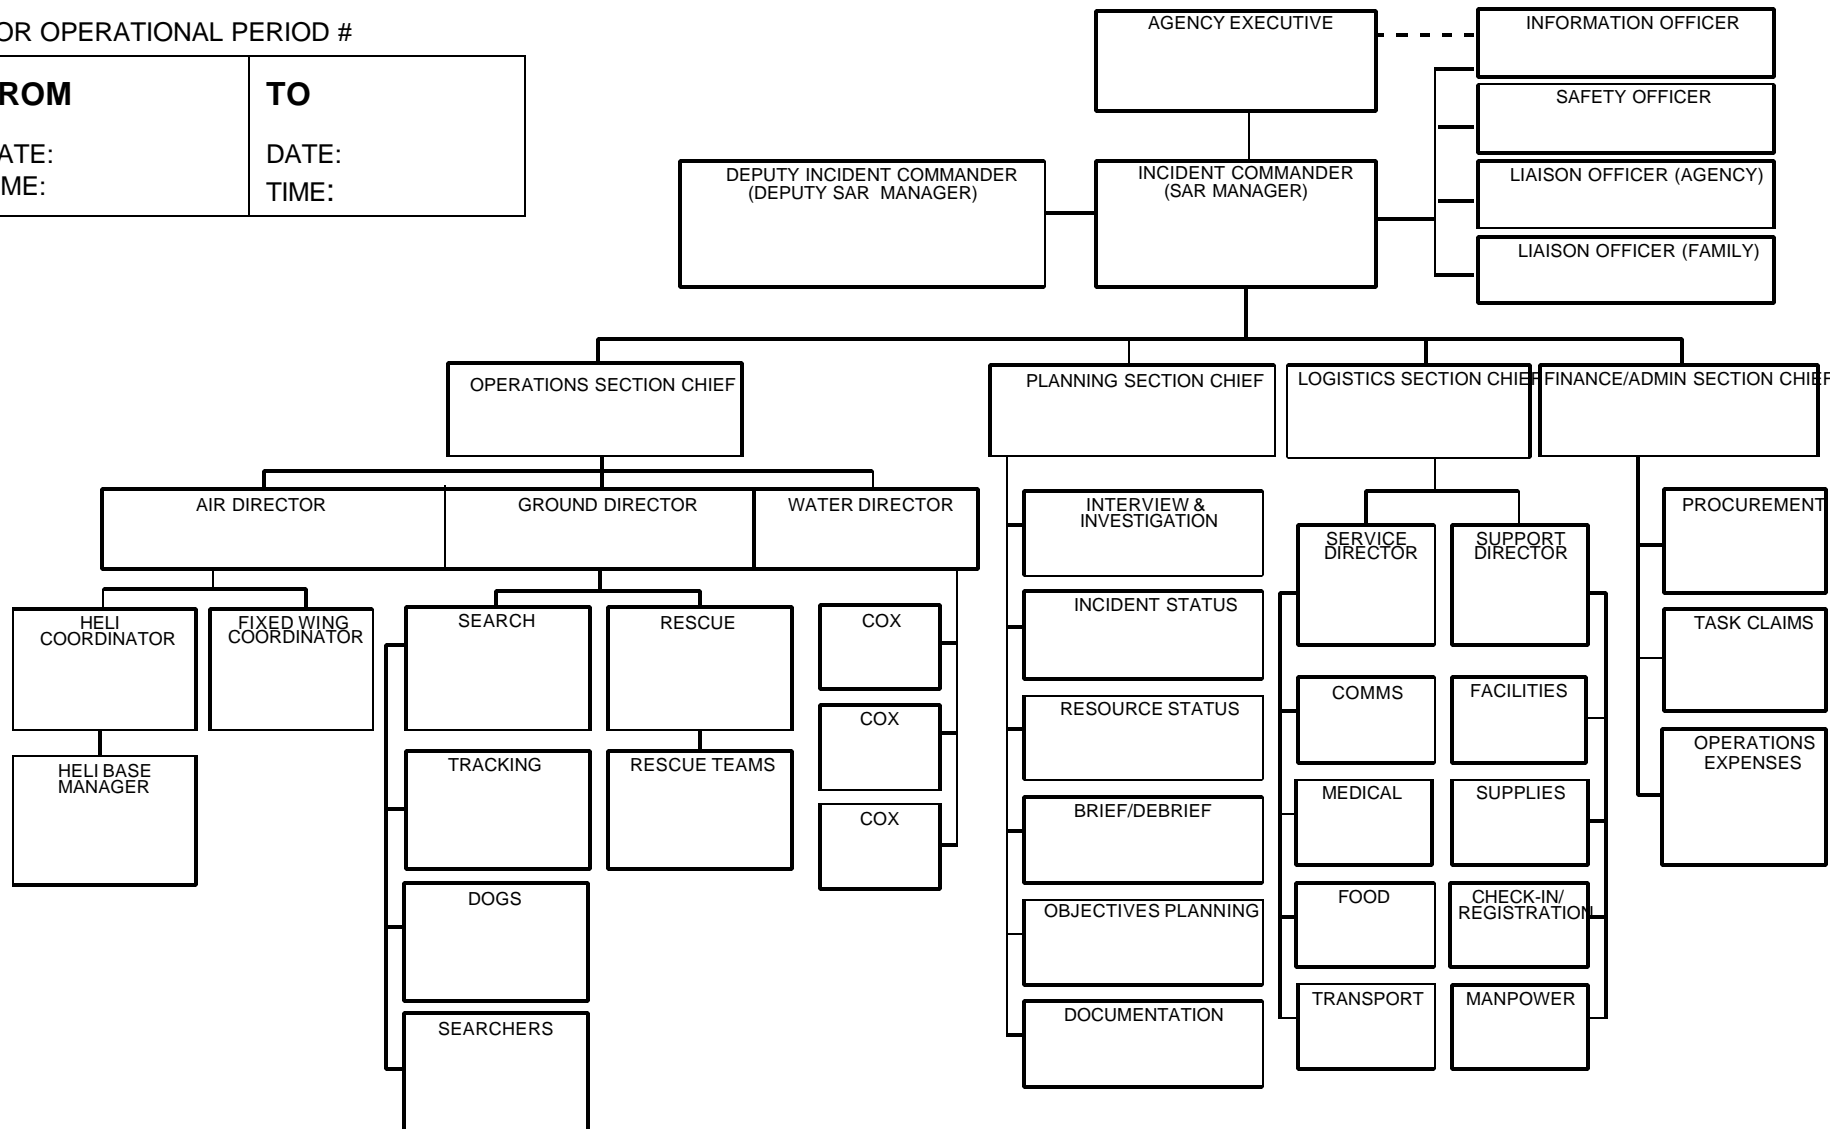 OR OPERATIONAL PERIOD #
ROM
TO
ATE:
DATE:
ME:
TIME:
AGENCY EXECUTIVE
INFORMATION OFFICER
SAFETY OFFICER
DEPUTY INCIDENT COMMANDER
(DEPUTY SAR MANAGER)
INCIDENT COMMANDER
(SAR MANAGER)
LIAISON OFFICER (AGENCY)
LIAISON OFFICER (FAMILY)
OPERATIONS SECTION CHIEF
PLANNING SECTION CHIEF
LOGISTICS SECTION CHIEF
FINANCE/ADMIN SECTION CHIEF
AIR DIRECTOR
GROUND DIRECTOR
WATER DIRECTOR
HELI
COORDINATOR
FIXED WING
COORDINATOR
HELI BASE
MANAGER
SEARCH
RESCUE
TRACKING
RESCUE TEAMS
DOGS
SEARCHERS
COX
COX
COX
INTERVIEW &
INVESTIGATION
INCIDENT STATUS
RESOURCE STATUS
BRIEF/DEBRIEF
OBJECTIVES PLANNING
DOCUMENTATION
SERVICE
DIRECTOR
SUPPORT
DIRECTOR
COMMS
FACILITIES
MEDICAL
SUPPLIES
FOOD
CHECK-IN/
REGISTRATION
TRANSPORT
MANPOWER
PROCUREMENT
TASK CLAIMS
OPERATIONS
EXPENSES